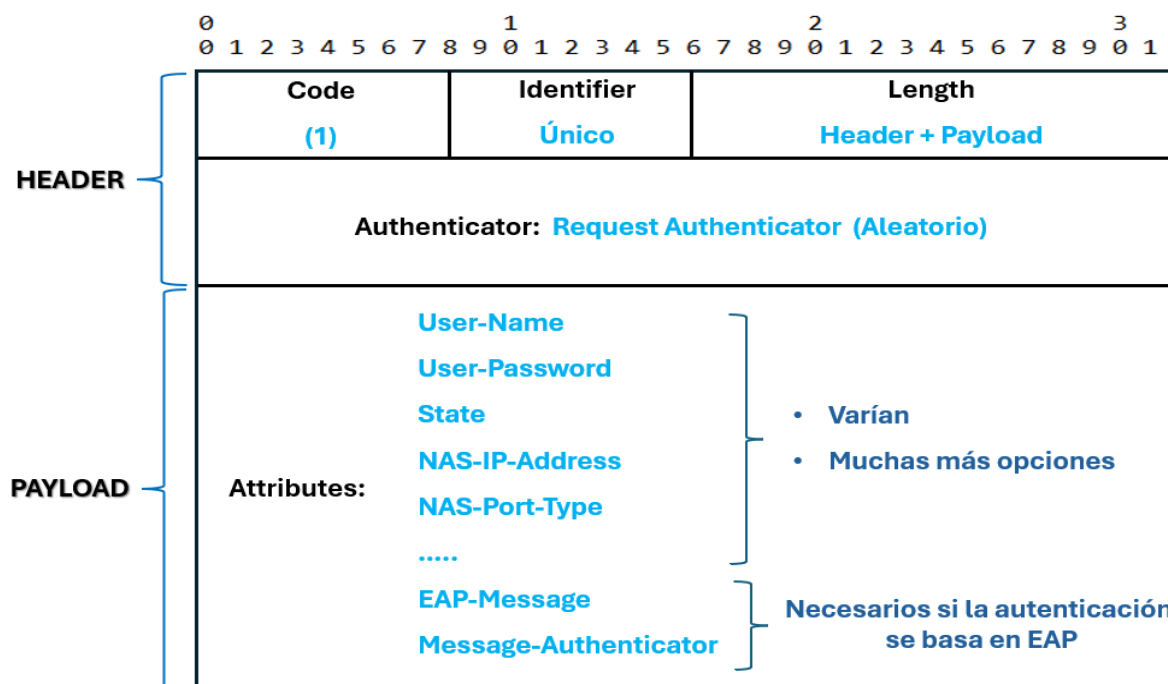 0 1 2 3
0 1 2 3 4 5 6 7 8 9 0 1 2 3 4 5 6 7 8 9 0 1 2 3 4 5 6 7 8 9 0 1
Code Identifier Length
(1) Único Header + Payload
HEADER
Authenticator: Request Authenticator (Aleatorio)
User-Name
User-Password
State
• Varían
NAS-IP-Address
• Muchas más opciones
PAYLOAD
Attributes:
NAS-Port-Type
.....
EAP-Message
Message-Authenticator
Necesarios si la autenticación
se basa en EAP